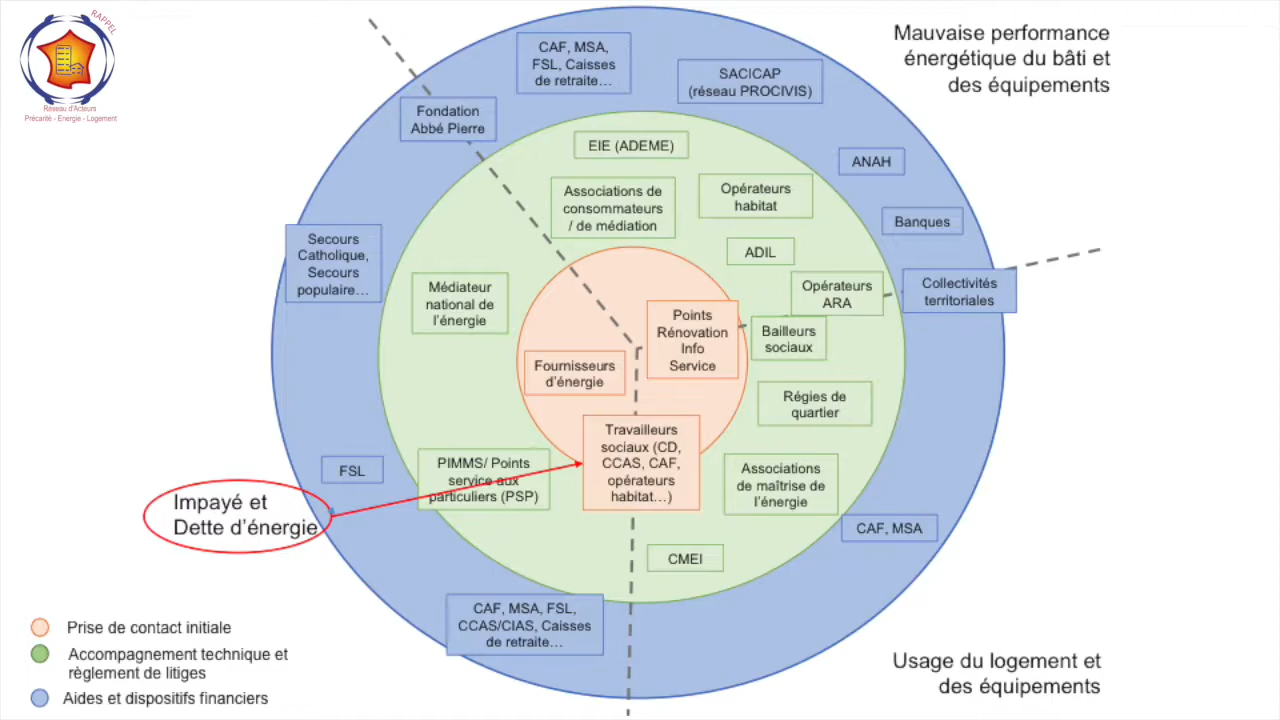 RAPPEL
Réseau d'Acteurs
Précarité - Energie - Logement
Mauvaise performance
énergétique du bâti et
des équipements
CAF, MSA,
FSL, Caisses
de retraite…
SACICAP
(réseau PROCIVIS)
Fondation
Abbé Pierre
EIE (ADEME)
ANAH
Associations de
consommateurs
/ de médiation
Opérateurs
habitat
Banques
Secours
Catholique,
Secours
populaire…
ADIL
Médiateur
national de
l'énergie
Opérateurs
ARA
Collectivités
territoriales
Points
Rénovation
Info
Service
Bailleurs
sociaux
Fournisseurs
d'énergie
Régies de
quartier
Travailleurs
sociaux (CD,
CCAS, CAF,
opérateurs
habitat…)
FSL
PIMMS/ Points
service aux
particuliers (PSP)
Associations
de maîtrise de
l'énergie
Impayé et
Dette d'énergie
CAF, MSA
CMEI
CAF, MSA, FSL,
CCAS/CIAS, Caisses
de retraite…
Prise de contact initiale
Accompagnement technique et
règlement de litiges
Aides et dispositifs financiers
Usage du logement et
des équipements